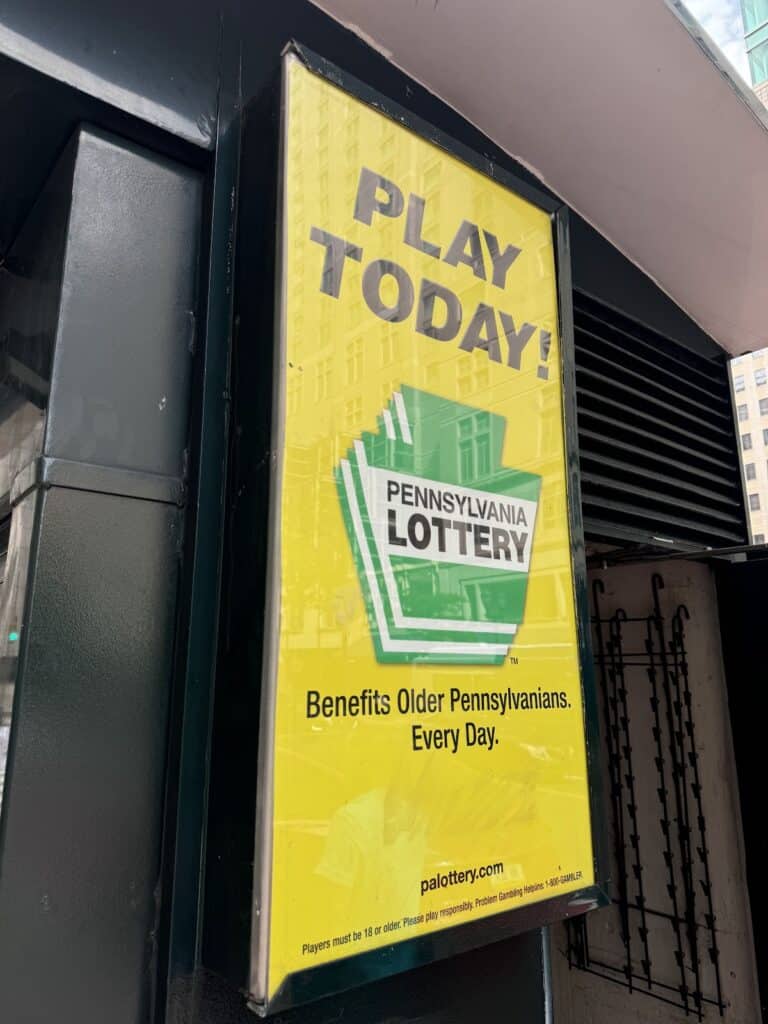 PLAY
TODAY!
PENNSYLVANIA
LOTTERY
TM
Benefits Older Pennsylvanians.
Every Day.
palottery.com
Players must be 18 or older. Please play responsibly. Problem Gambling Helpline: 1-800-GAMBLER.